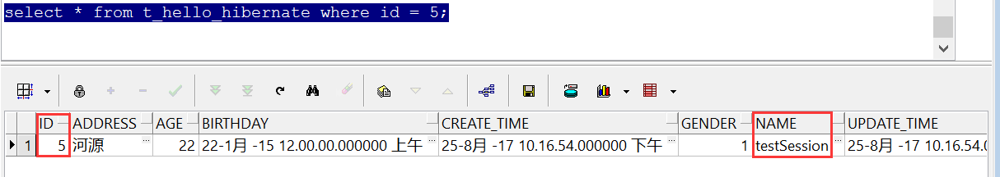 select * from t_hello_hibernate where id = 5;
ID ADDRESS AGE BIRTHDAY CREATE_TIME GENDER NAME UPDATE_TIME
1 5 河源 ... 22 22-1月 -15 12.00.00.000000 上午 ... 25-8月 -17 10.16.54.000000 下午 ... 1 testSession ... 25-8月 -17 10.16.54.0